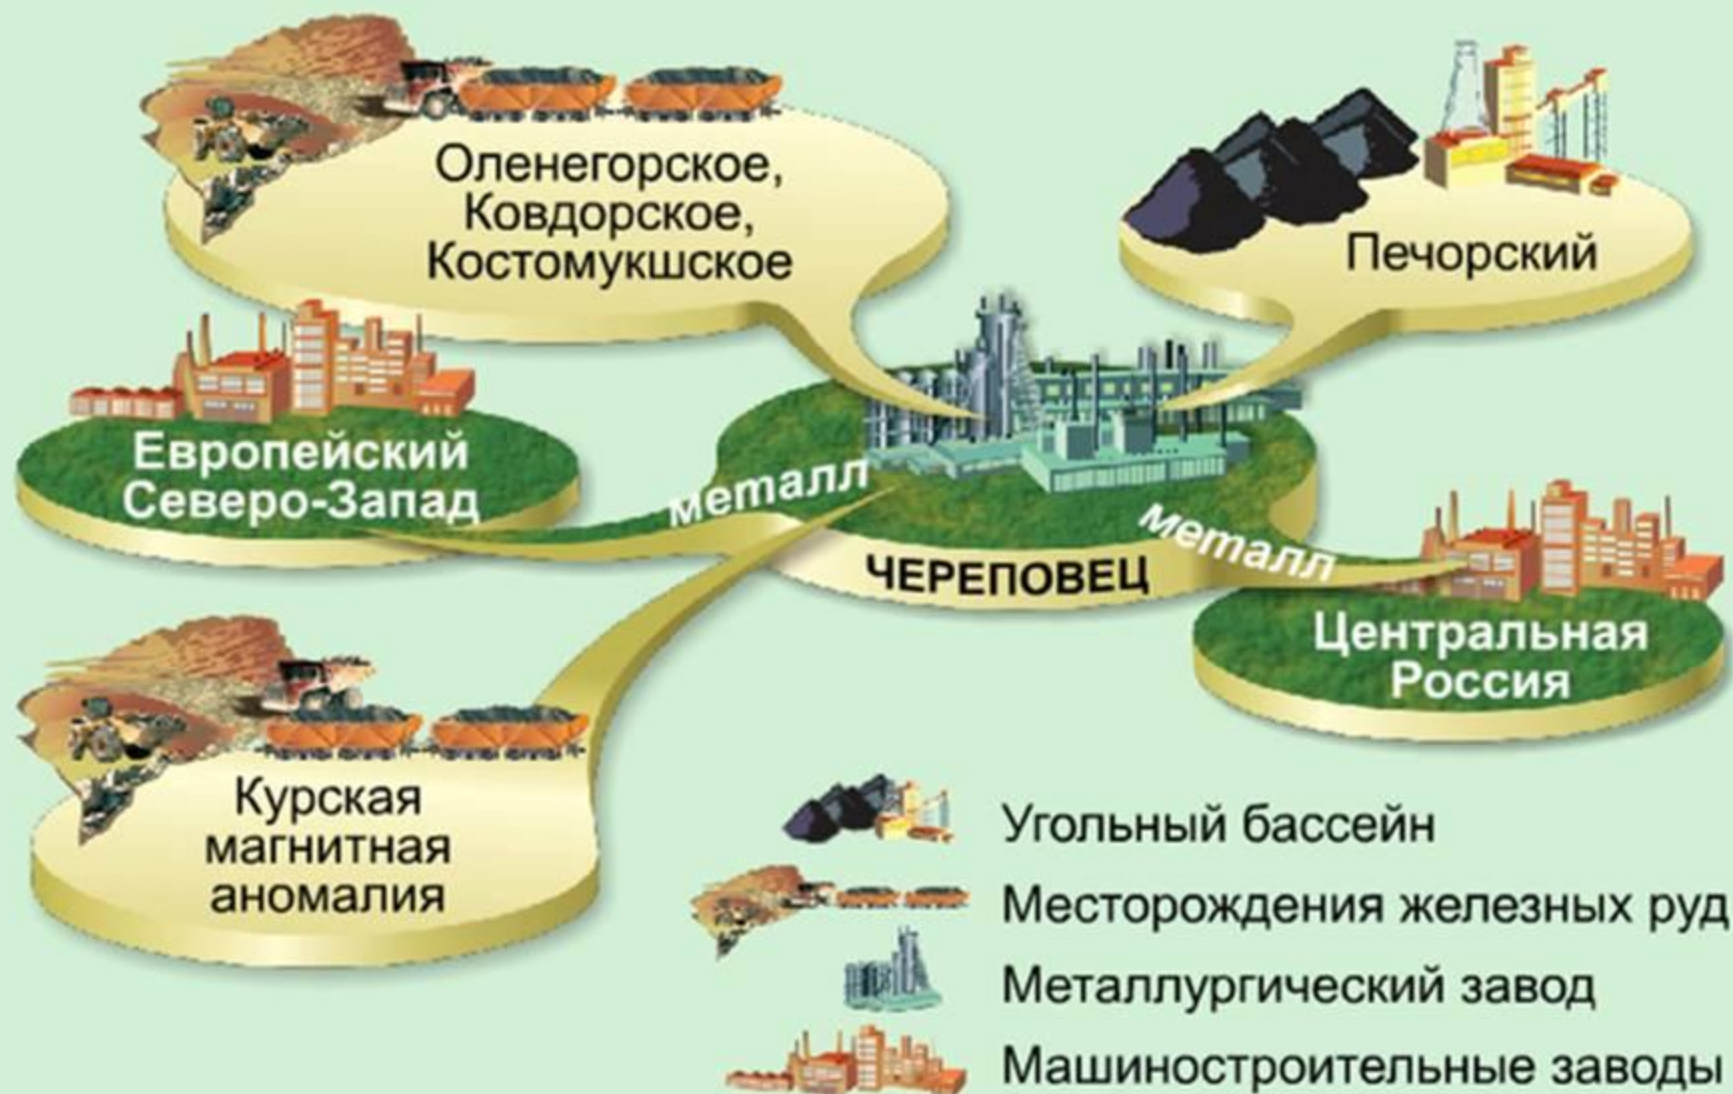 Оленегорское,
Ковдорское,
Костомукшское
Печорский
Европейский
Северо-Запад
металл
ЧЕРЕПОВЕЦ
металл
Центральная
Россия
Курская
магнитная
аномалия
Угольный бассейн
Месторождения железных руд
Металлургический завод
Машиностроительные заводы